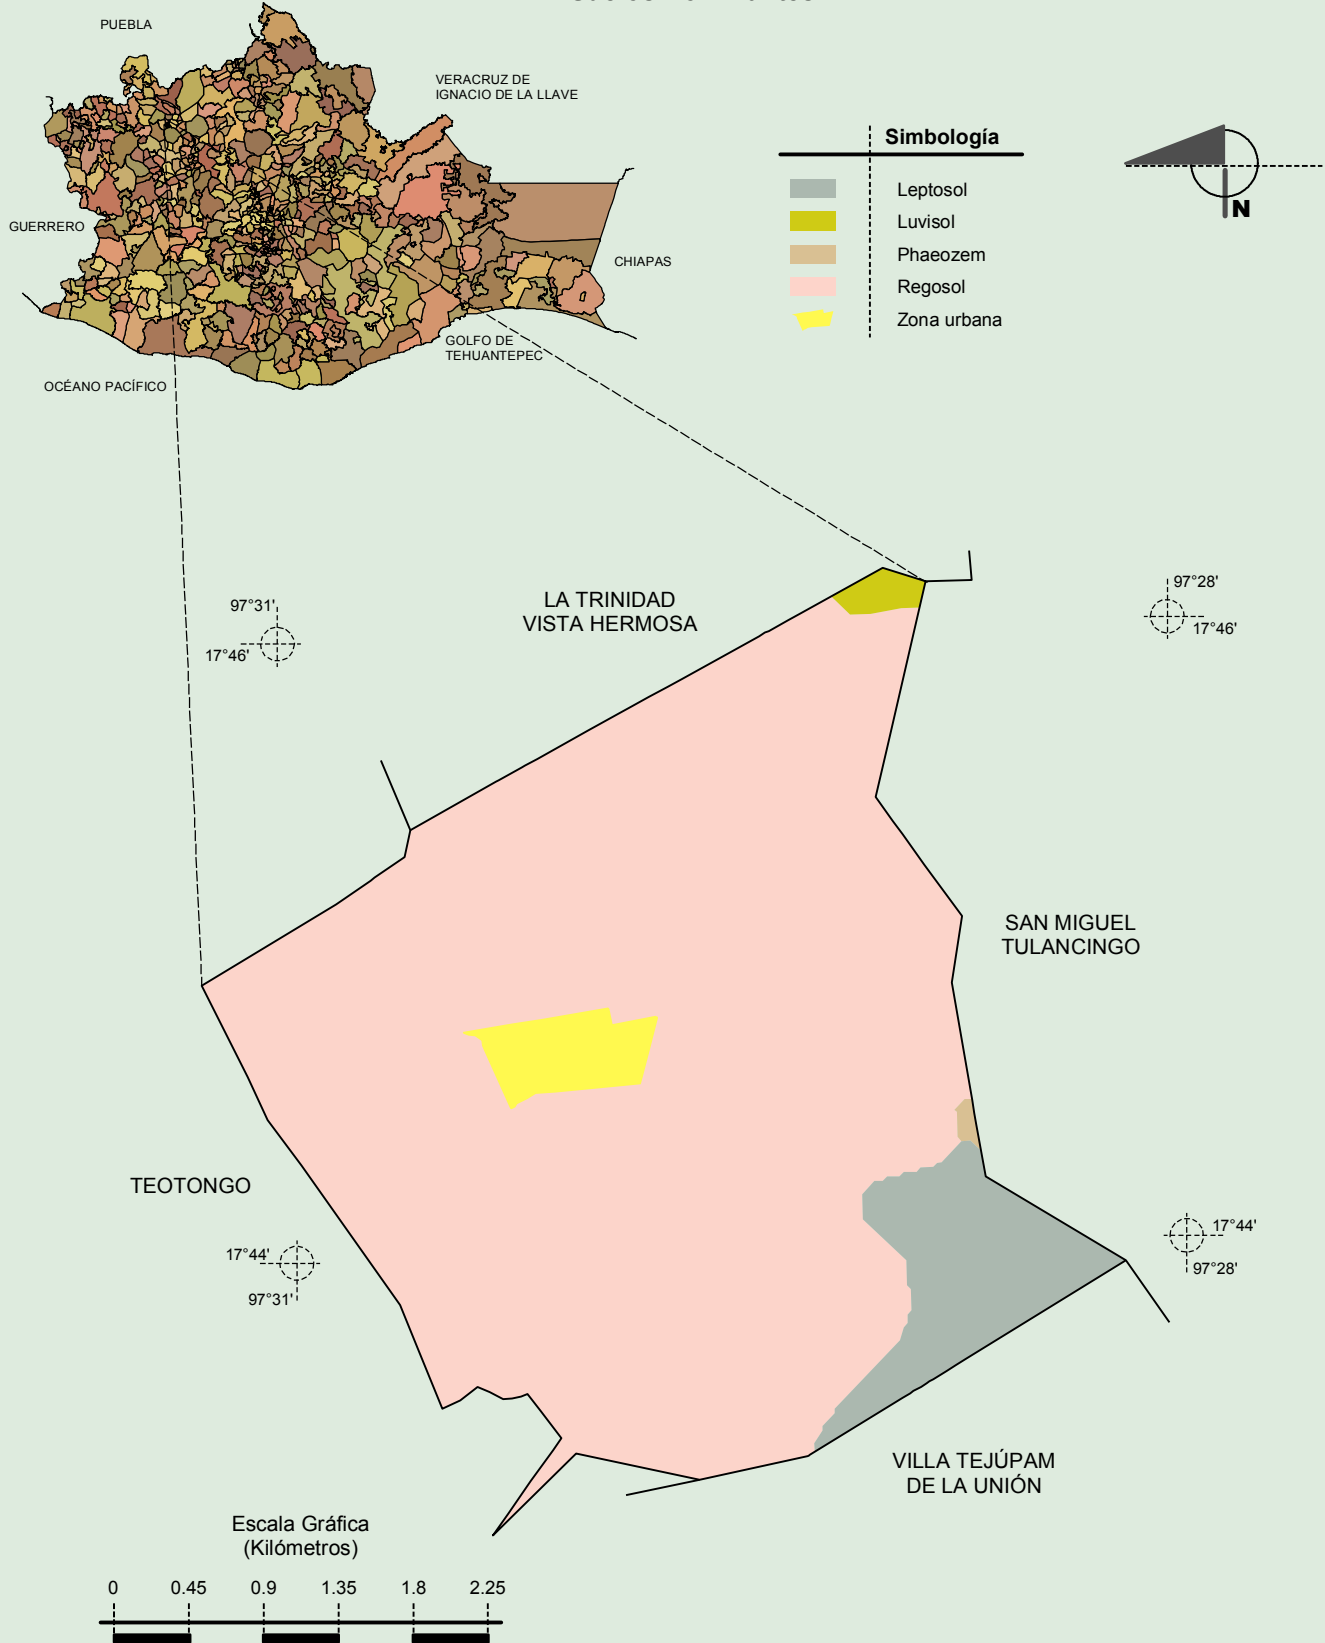 PUEBLA
VERACRUZ DE
IGNACIO DE LA LLAVE
GUERRERO
CHIAPAS
GOLFO DE
TEHUANTEPEC
OCÉANO PACÍFICO
Simbología
Leptosol
Luvisol
Phaeozem
Regosol
Zona urbana
N
97°31'
17°46'
LA TRINIDAD
VISTA HERMOSA
97°28'
17°46'
SAN MIGUEL
TULANCINGO
TEOTONGO
17°44'
97°31'
17°44'
97°28'
VILLA TEJÚPAM
DE LA UNIÓN
Escala Gráfica
(Kilómetros)
0 0.45 0.9 1.35 1.8 2.25